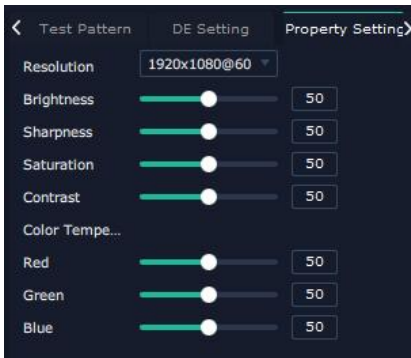 Test Pattern DE Setting Property Setting
Resolution 1920x1080@60
Brightness 50
Sharpness 50
Saturation 50
Contrast 50
Color Tempe...
Red 50
Green 50
Blue 50